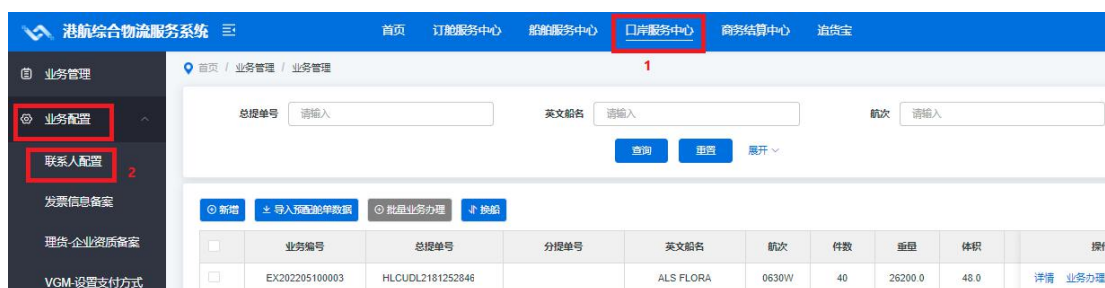 港航综合物流服务系统 首页 订舱服务中心 船舶服务中心 口岸服务中心 商务结算中心 追货宝
1
业务管理 首页 / 业务管理 / 业务管理
业务配置
总提单号 请输入 英文船名 请输入 航次 请输入
查询 重置 展开
联系人配置
2
发票信息备案
新增 导入预配舱单数据 批量业务办理 换船
理货-企业资质备案
业务编号 总提单号 分提单号 英文船名 航次 件数 重量 体积
VGM-设置支付方式
EX202205100003 HLCUDL2181252846 ALS FLORA 0630W 40 26200.0 48.0 详情 业务办理